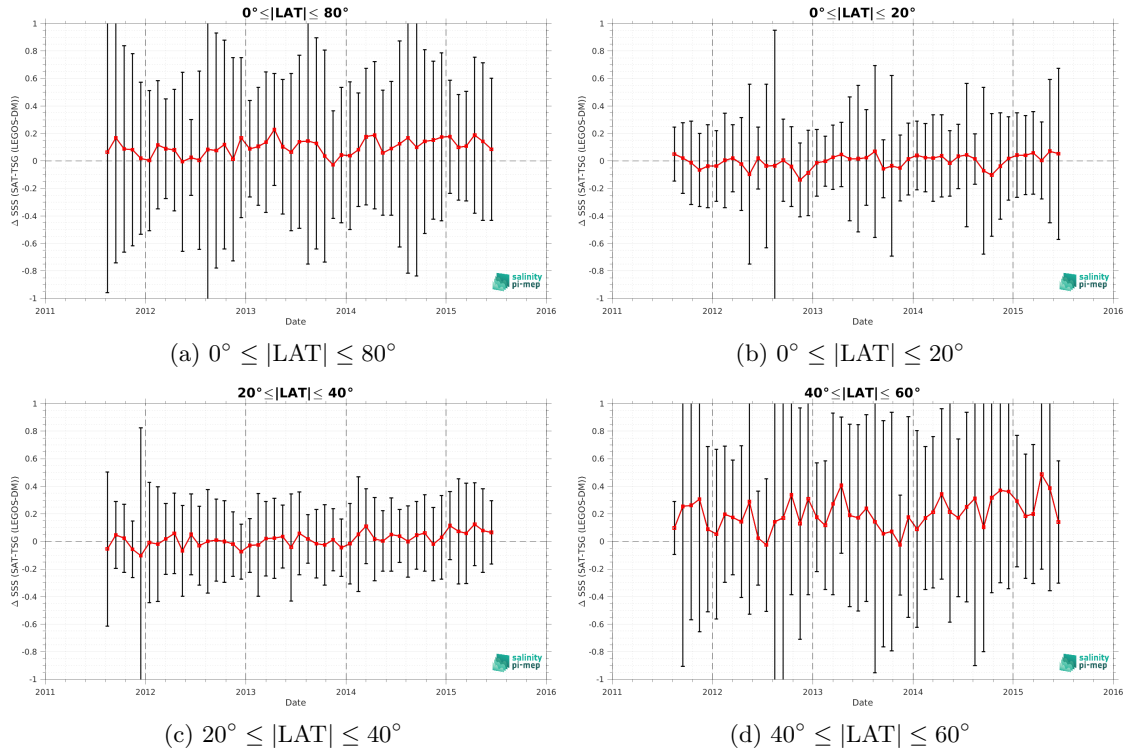 0°≤|LAT|≤ 80°
Δ SSS (SAT-TSG (LEGOS-DM))
1
0.8
0.6
0.4
0.2
0
-0.2
-0.4
-0.6
-0.8
-1
2011 2012 2013 2014 2015 2016
Date
salinity
pi-mep
(a) 0° ≤ |LAT| ≤ 80°
0°≤|LAT|≤ 20°
Δ SSS (SAT-TSG (LEGOS-DM))
1
0.8
0.6
0.4
0.2
0
-0.2
-0.4
-0.6
-0.8
-1
2011 2012 2013 2014 2015 2016
Date
salinity
pi-mep
(b) 0° ≤ |LAT| ≤ 20°
20°≤|LAT|≤ 40°
Δ SSS (SAT-TSG (LEGOS-DM))
1
0.8
0.6
0.4
0.2
0
-0.2
-0.4
-0.6
-0.8
-1
2011 2012 2013 2014 2015 2016
Date
salinity
pi-mep
(c) 20° ≤ |LAT| ≤ 40°
40°≤|LAT|≤ 60°
Δ SSS (SAT-TSG (LEGOS-DM))
1
0.8
0.6
0.4
0.2
0
-0.2
-0.4
-0.6
-0.8
-1
2011 2012 2013 2014 2015 2016
Date
salinity
pi-mep
(d) 40° ≤ |LAT| ≤ 60°